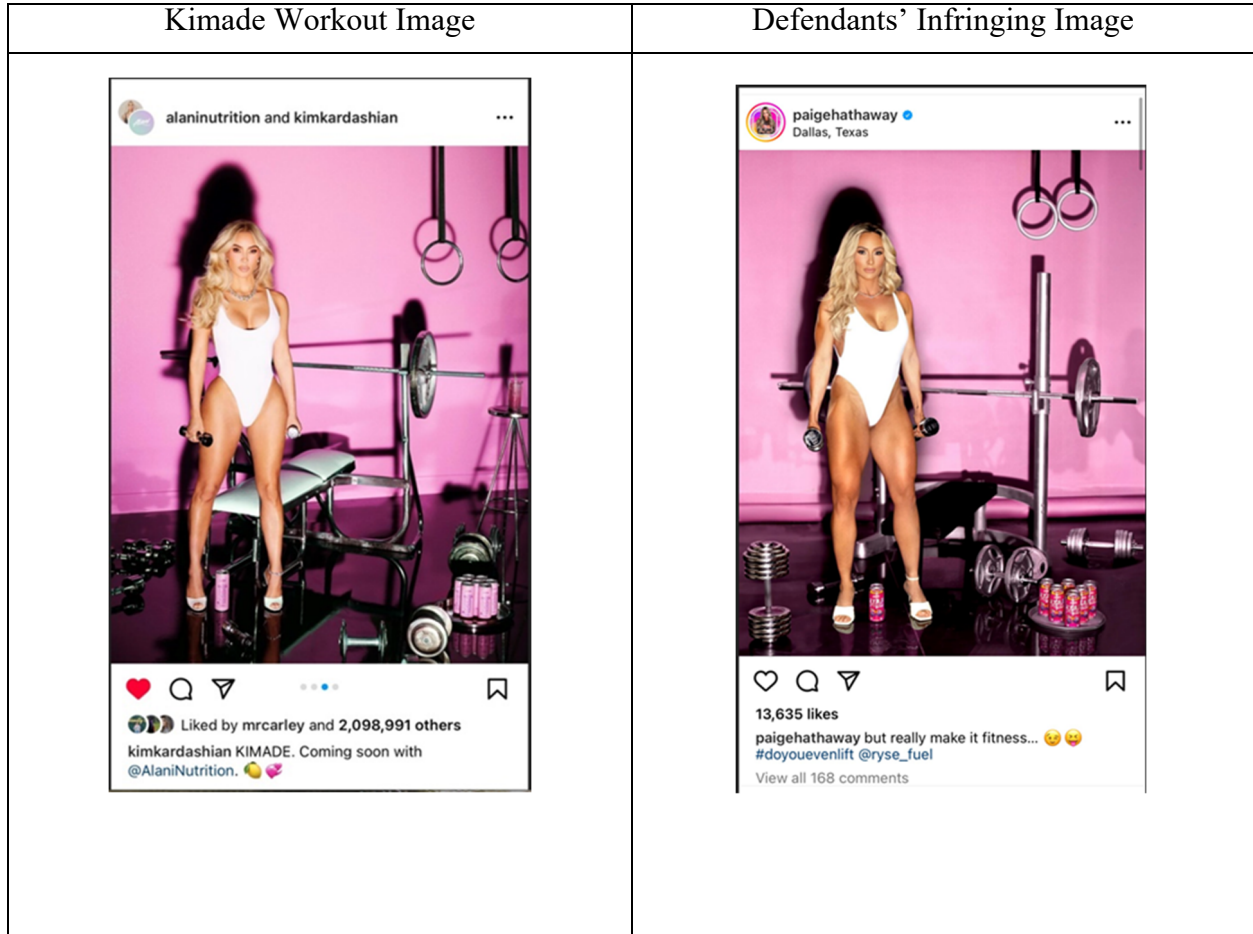 Kimade Workout Image
Defendants’ Infringing Image
alaninutrition and kimkardashian
Liked by mrcarley and 2,098,991 others
kimkardashian KIMADE. Coming soon with
@AlaniNutrition. 🍋 💞
paigehathaway
Dallas, Texas
13,635 likes
paigehathaway but really make it fitness... 😉 😛
#doyouevenlift @ryse_fuel
View all 168 comments